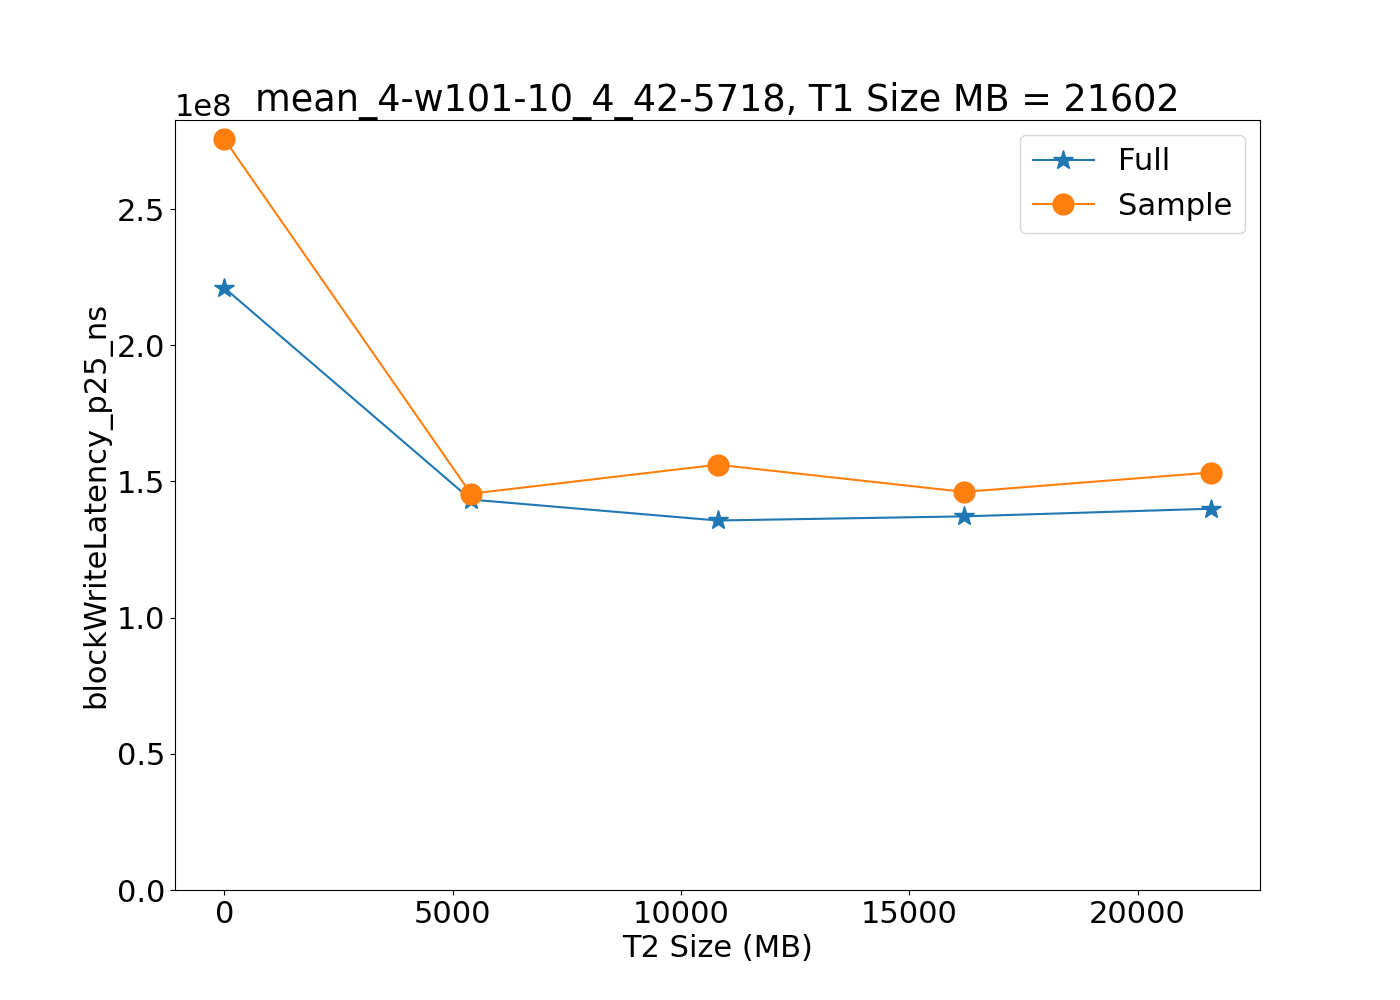 1e8
mean_4-w101-10_4_42-5718, T1 Size MB = 21602
Full
Sample
blockWriteLatency_p25_ns
2.5
2.0
1.5
1.0
0.5
0.0
0 5000 10000 15000 20000
T2 Size (MB)